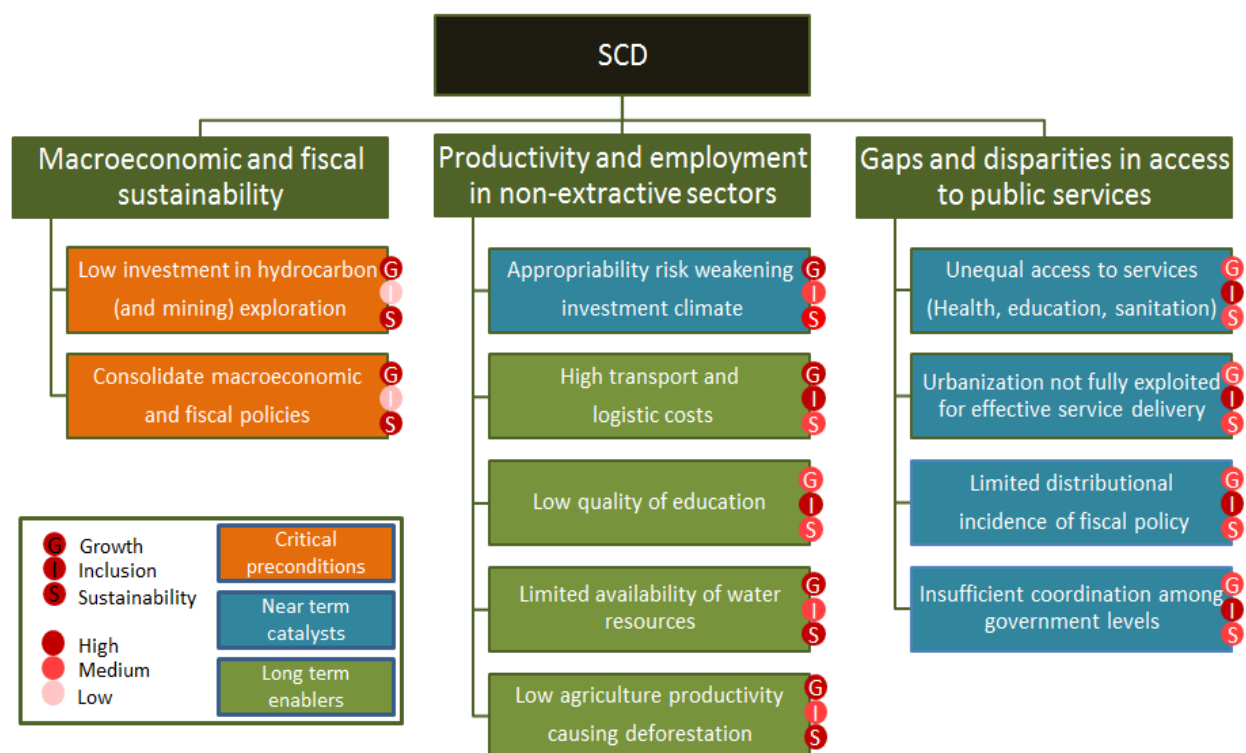 SCD
Macroeconomic and fiscal
sustainability
Low investment in hydrocarbon
(and mining) exploration
G
I
S
Consolidate macroeconomic
and fiscal policies
G
I
S
Productivity and employment
in non-extractive sectors
Appropriability risk weakening
investment climate
G
I
S
High transport and
logistic costs
G
I
S
Low quality of education
G
I
S
Limited availability of water
resources
G
I
S
Low agriculture productivity
causing deforestation
G
I
S
Gaps and disparities in access
to public services
Unequal access to services
(Health, education, sanitation)
G
I
S
Urbanization not fully exploited
for effective service delivery
G
I
S
Limited distributional
incidence of fiscal policy
G
I
S
Insufficient coordination among
government levels
G
I
S
G Growth
I Inclusion
S Sustainability
High
Medium
Low
Critical
preconditions
Near term
catalysts
Long term
enablers